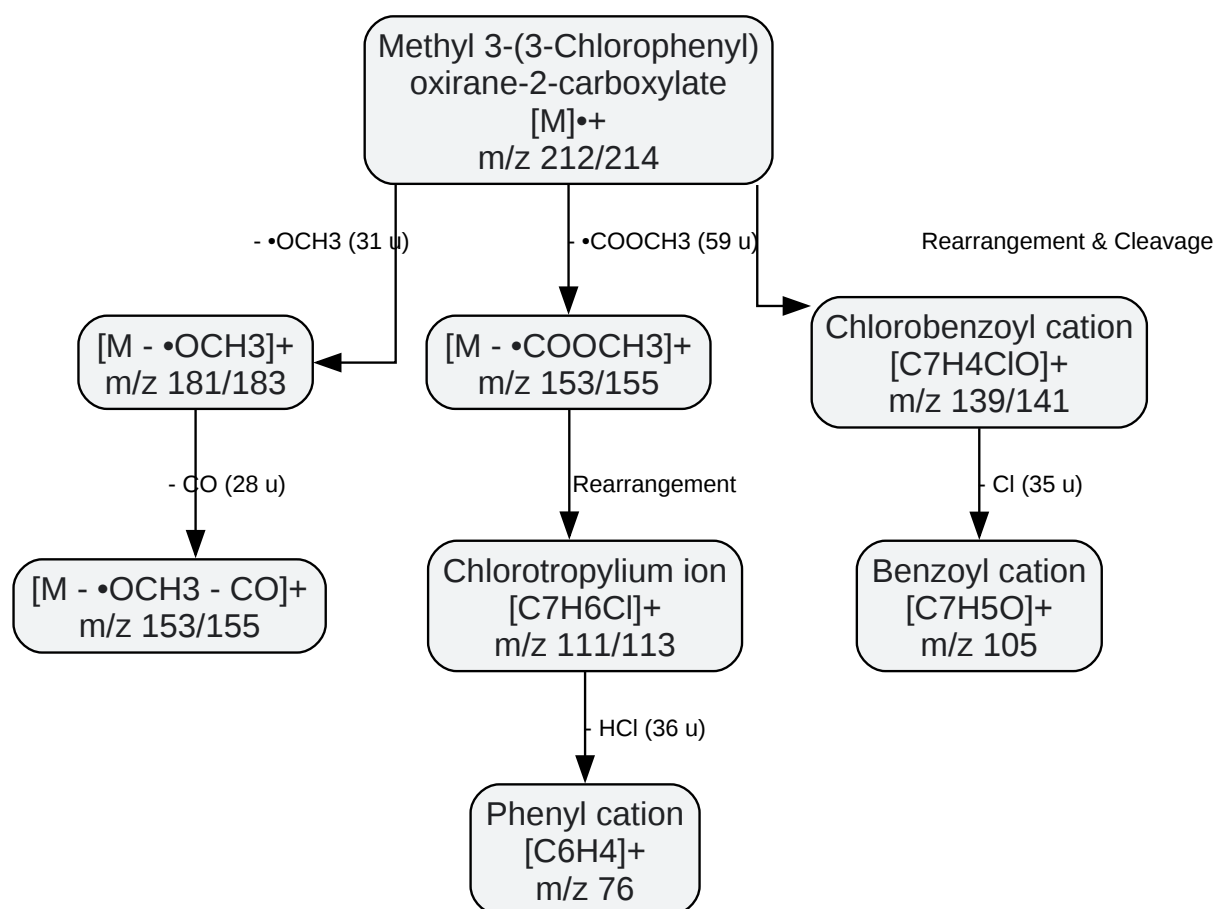 Methyl 3-(3-Chlorophenyl)
oxirane-2-carboxylate
[M]•+
m/z 212/214
- •OCH3 (31 u)
- •COOCH3 (59 u)
Rearrangement & Cleavage
[M - •OCH3]+
m/z 181/183
[M - •COOCH3]+
m/z 153/155
Chlorobenzoyl cation
[C7H4ClO]+
m/z 139/141
- CO (28 u)
Rearrangement
- Cl (35 u)
[M - •OCH3 - CO]+
m/z 153/155
Chlorotropylium ion
[C7H6Cl]+
m/z 111/113
Benzoyl cation
[C7H5O]+
m/z 105
- HCl (36 u)
Phenyl cation
[C6H4]+
m/z 76